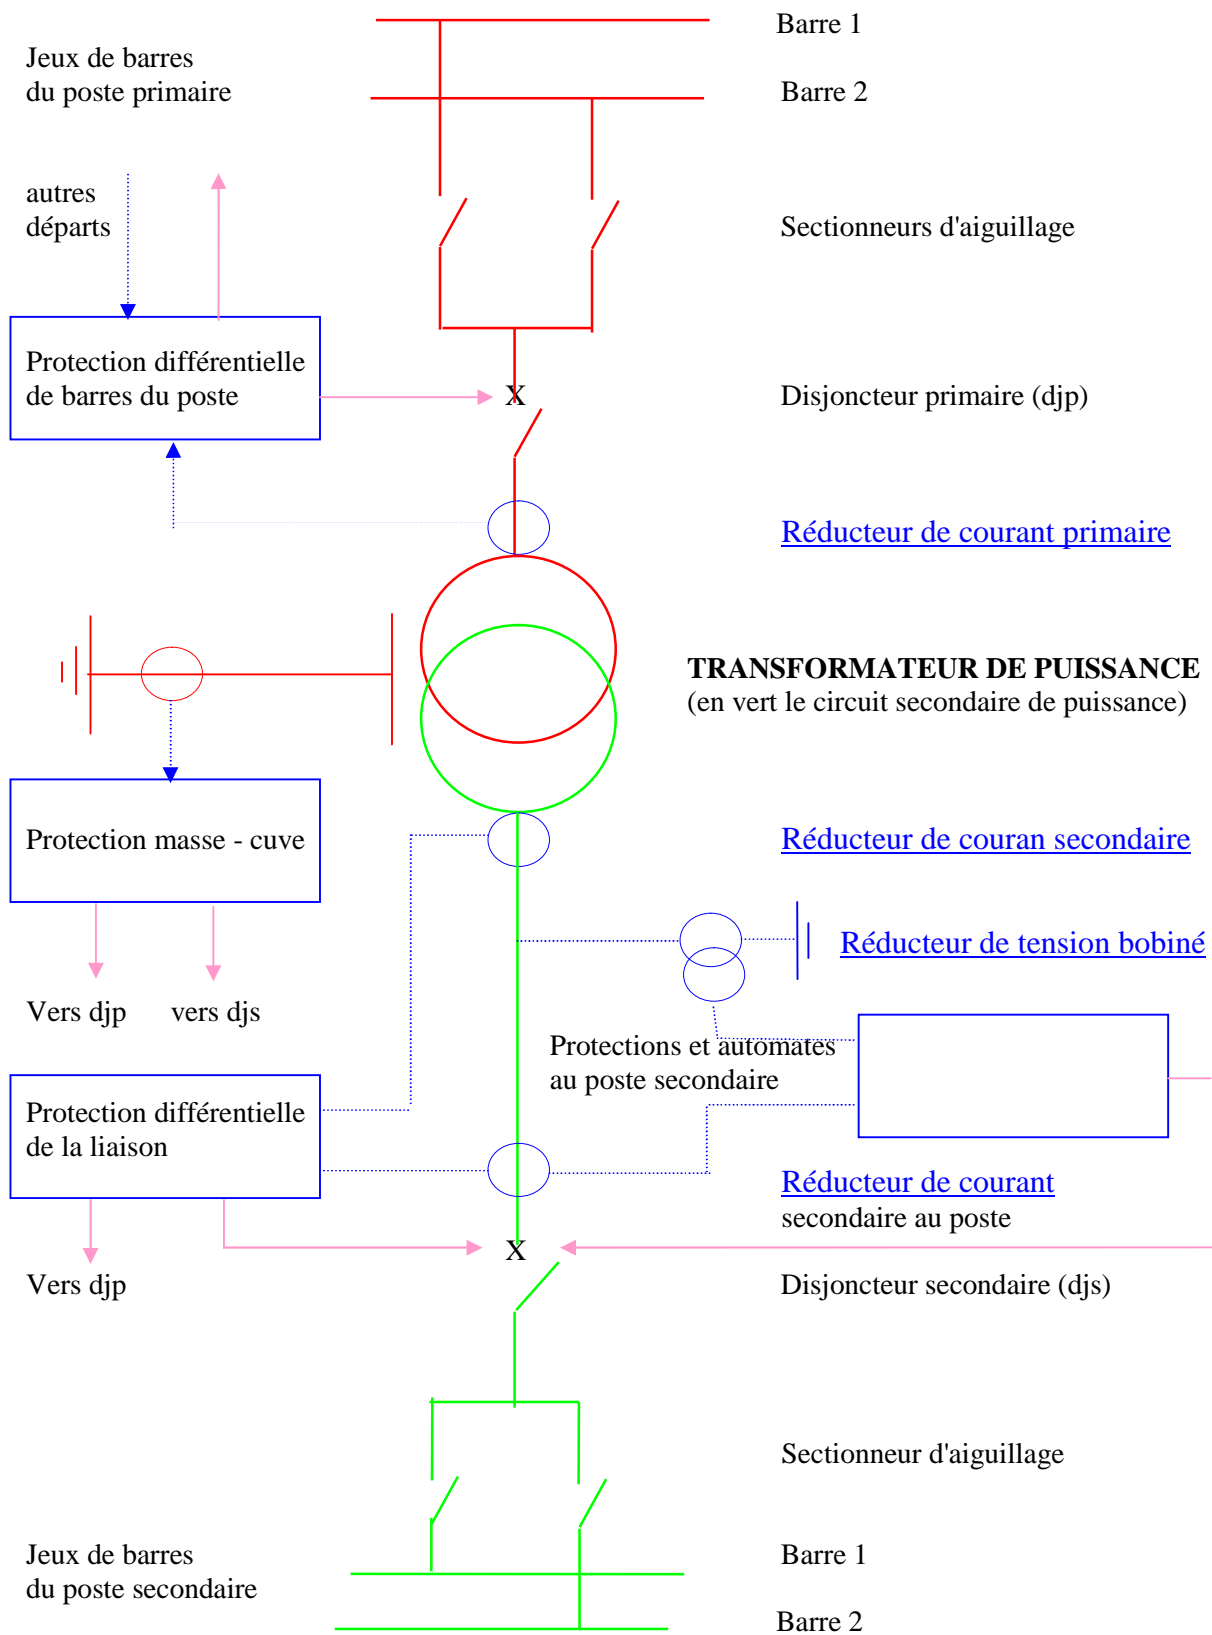 Barre 1
Jeux de barres
du poste primaire
Barre 2
autres
départs
Sectionneurs d'aiguillage
Protection différentielle
de barres du poste
X
Disjoncteur primaire (djp)
Réducteur de courant primaire
TRANSFORMATEUR DE PUISSANCE
(en vert le circuit secondaire de puissance)
Protection masse - cuve
Réducteur de couran secondaire
Réducteur de tension bobiné
Vers djp
vers djs
Protections et automates
au poste secondaire
Protection différentielle
de la liaison
Réducteur de courant
secondaire au poste
X
Vers djp
Disjoncteur secondaire (djs)
Sectionneur d'aiguillage
Jeux de barres
du poste secondaire
Barre 1
Barre 2